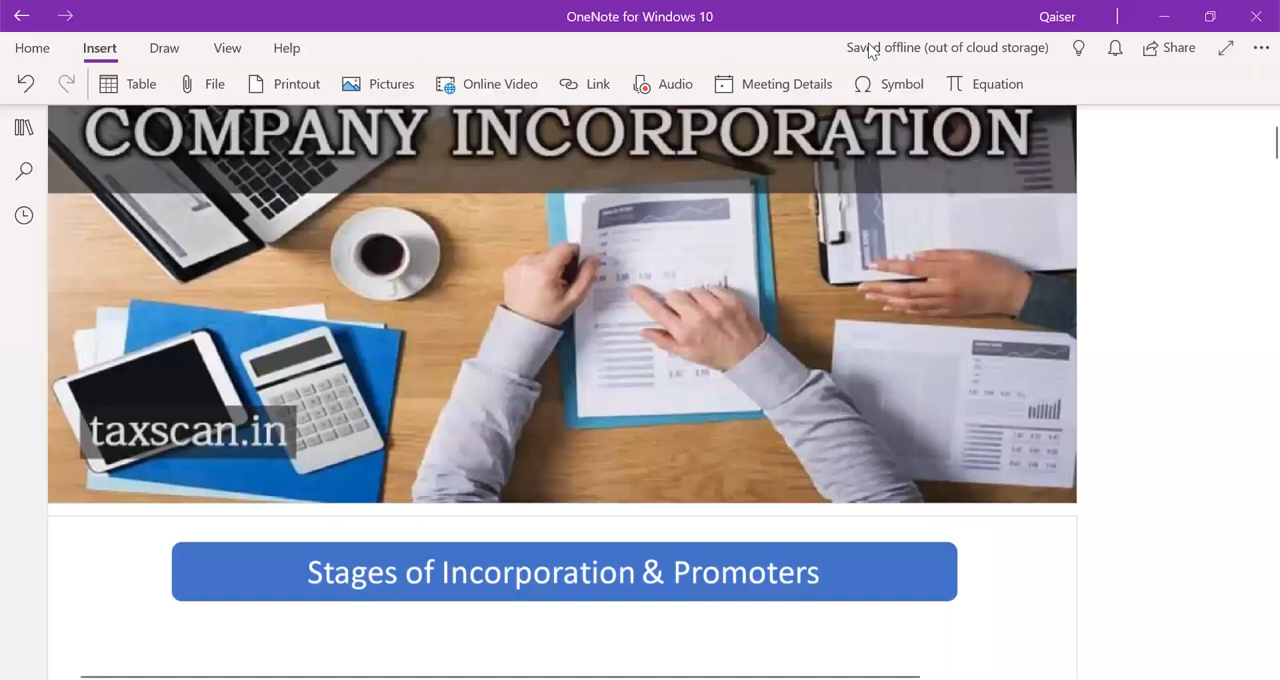 OneNote for Windows 10
Qaiser
Home Insert Draw View Help
Saved offline (out of cloud storage)
Share
Table File Printout Pictures Online Video Link Audio Meeting Details Symbol Equation
COMPANY INCORPORATION
taxscan.in
Stages of Incorporation & Promoters